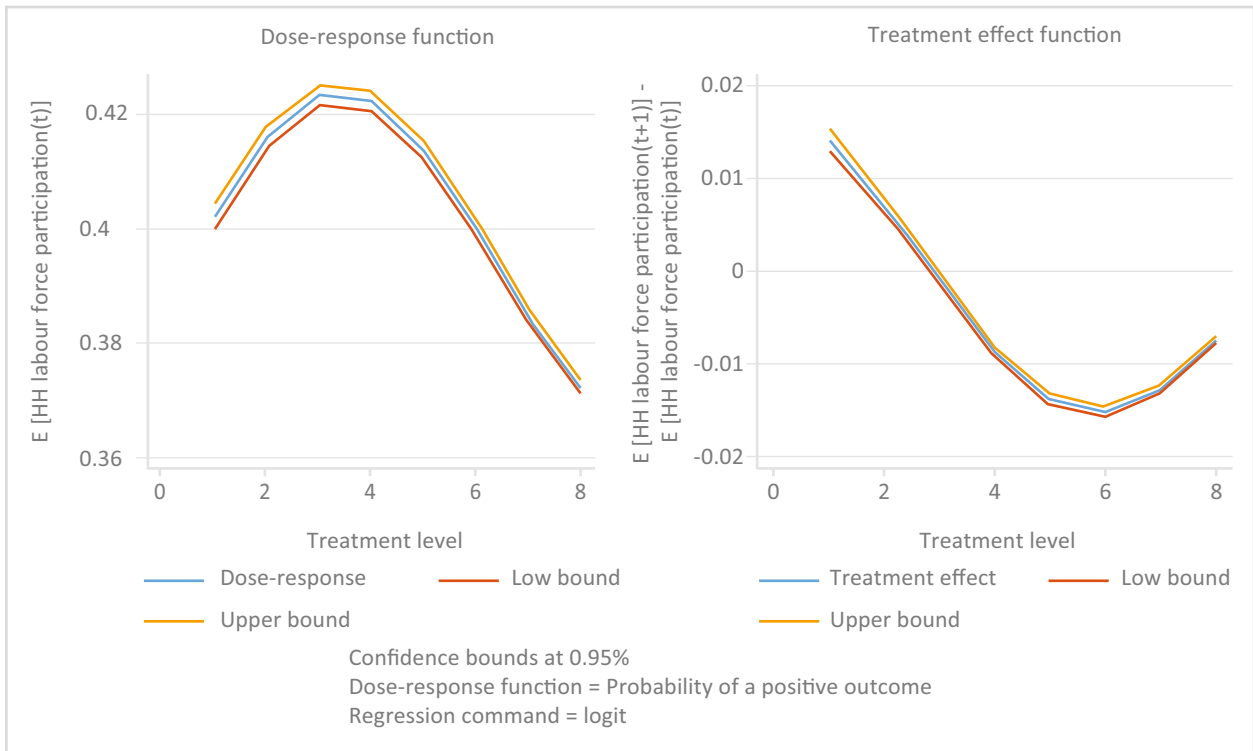 Dose-response function
E [HH labour force participation(t)]
0.42
0.4
0.38
0.36
0
2
4
6
8
Treatment level
Dose-response
Low bound
Upper bound
Treatment effect function
E [HH labour force participation(t+1)] -
E [HH labour force participation(t)]
0.02
0.01
0
-0.01
-0.02
0
2
4
6
8
Treatment level
Treatment effect
Low bound
Upper bound
Confidence bounds at 0.95%
Dose-response function = Probability of a positive outcome
Regression command = logit